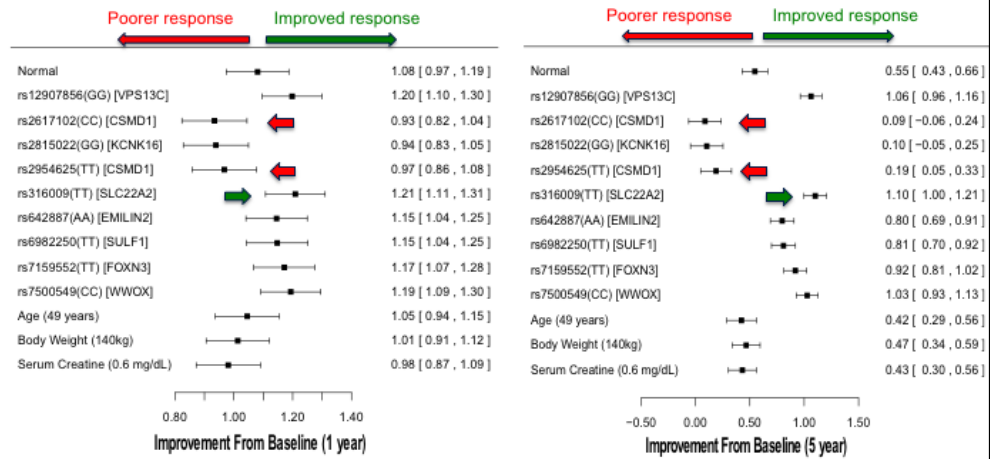 Poorer response Improved response
Normal 1.08 [ 0.97 , 1.19 ]
rs12907856(GG) [VPS13C] 1.20 [ 1.10 , 1.30 ]
rs2617102(CC) [CSMD1] 0.93 [ 0.82 , 1.04 ]
rs2815022(GG) [KCNK16] 0.94 [ 0.83 , 1.05 ]
rs2954625(TT) [CSMD1] 0.97 [ 0.86 , 1.08 ]
rs316009(TT) [SLC22A2] 1.21 [ 1.11 , 1.31 ]
rs642887(AA) [EMILIN2] 1.15 [ 1.04 , 1.25 ]
rs6982250(TT) [SULF1] 1.15 [ 1.04 , 1.25 ]
rs7159552(TT) [FOXN3] 1.17 [ 1.07 , 1.28 ]
rs7500549(CC) [WWOX] 1.19 [ 1.09 , 1.30 ]
Age (49 years) 1.05 [ 0.94 , 1.15 ]
Body Weight (140kg) 1.01 [ 0.91 , 1.12 ]
Serum Creatine (0.6 mg/dL) 0.98 [ 0.87 , 1.09 ]
0.80 1.00 1.20 1.40
Improvement From Baseline (1 year)
Poorer response Improved response
Normal 0.55 [ 0.43 , 0.66 ]
rs12907856(GG) [VPS13C] 1.06 [ 0.96 , 1.16 ]
rs2617102(CC) [CSMD1] 0.09 [ −0.06 , 0.24 ]
rs2815022(GG) [KCNK16] 0.10 [ −0.05 , 0.25 ]
rs2954625(TT) [CSMD1] 0.19 [ 0.05 , 0.33 ]
rs316009(TT) [SLC22A2] 1.10 [ 1.00 , 1.21 ]
rs642887(AA) [EMILIN2] 0.80 [ 0.69 , 0.91 ]
rs6982250(TT) [SULF1] 0.81 [ 0.70 , 0.92 ]
rs7159552(TT) [FOXN3] 0.92 [ 0.81 , 1.02 ]
rs7500549(CC) [WWOX] 1.03 [ 0.93 , 1.13 ]
Age (49 years) 0.42 [ 0.29 , 0.56 ]
Body Weight (140kg) 0.47 [ 0.34 , 0.59 ]
Serum Creatine (0.6 mg/dL) 0.43 [ 0.30 , 0.56 ]
−0.50 0.00 0.50 1.00 1.50
Improvement From Baseline (5 year)